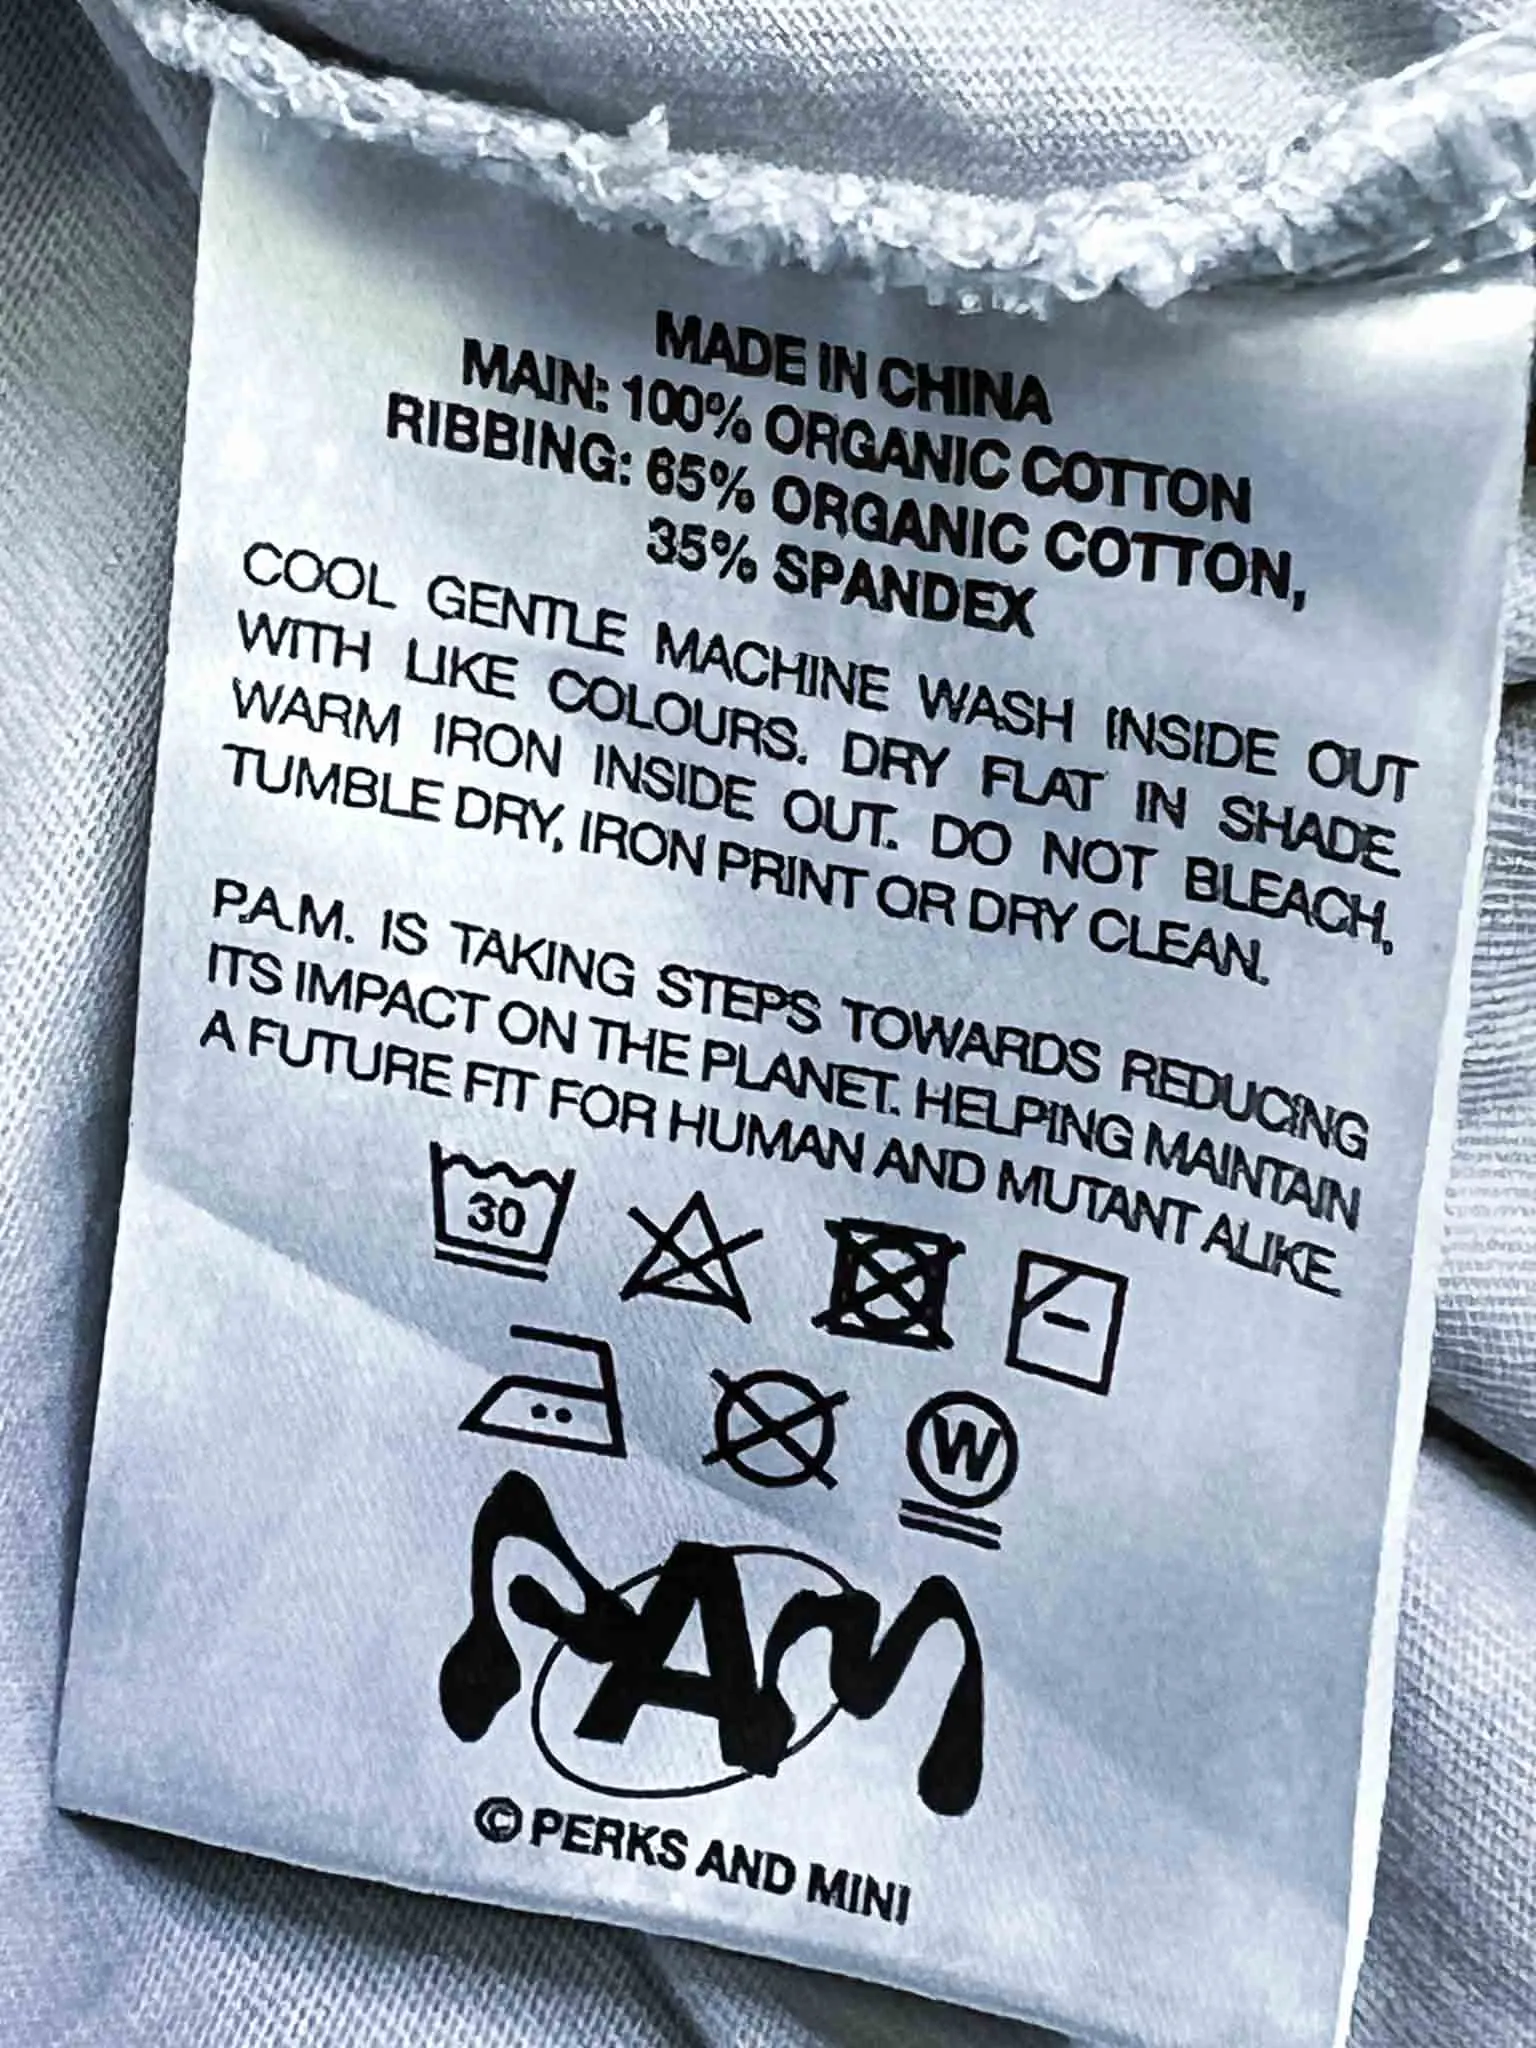 MADE IN CHINA
MAIN: 100% ORGANIC COTTON
RIBBING: 65% ORGANIC COTTON,
35% SPANDEX
COOL GENTLE MACHINE WASH INSIDE OUT
WITH LIKE COLOURS. DRY FLAT IN SHADE.
WARM IRON INSIDE OUT. DO NOT BLEACH,
TUMBLE DRY, IRON PRINT OR DRY CLEAN.
P.A.M. IS TAKING STEPS TOWARDS REDUCING
ITS IMPACT ON THE PLANET. HELPING MAINTAIN
A FUTURE FIT FOR HUMAN AND MUTANT ALIKE.
30
W
PAM
© PERKS AND MINI